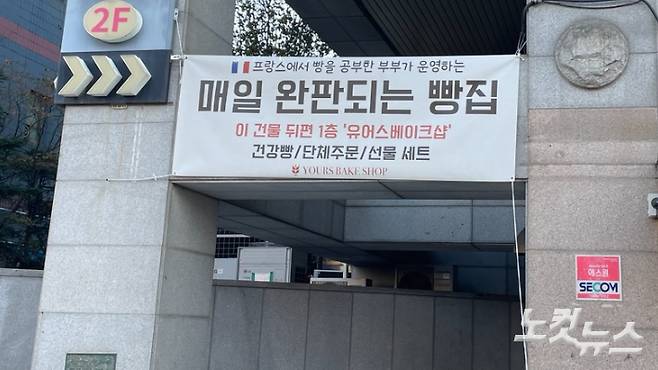 2F
프랑스에서 빵을 공부한 부부가 운영하는
매일 완판되는 빵집
이 건물 뒤편 1층 '유어스베이크샵'
건강빵/단체주문/선물 세트
YOURS BAKE SHOP
에스원
SECOM
노컷뉴스